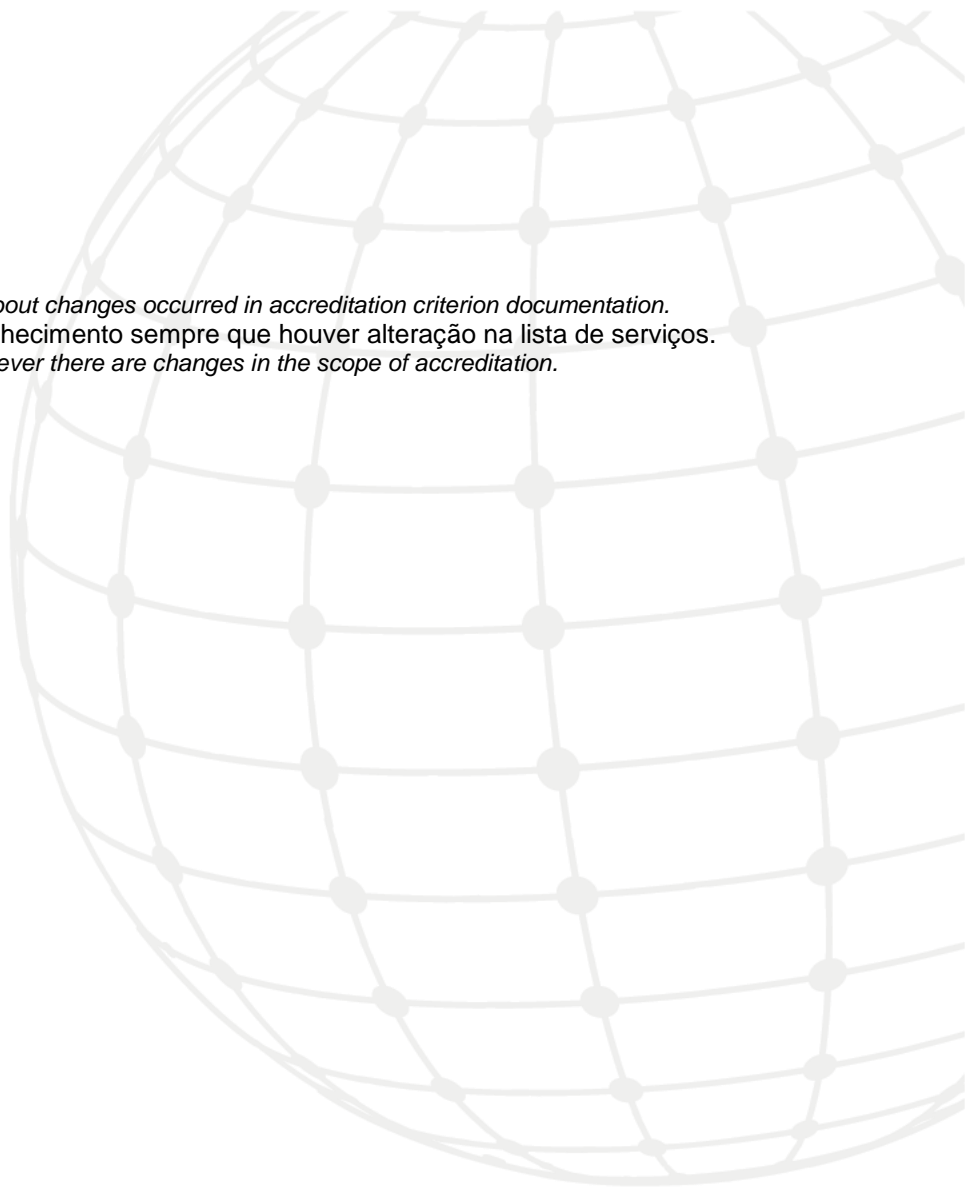 bout changes occurred in accreditation criterion documentation.
hecimento sempre que houver alteração na lista de serviços.
ever there are changes in the scope of accreditation.